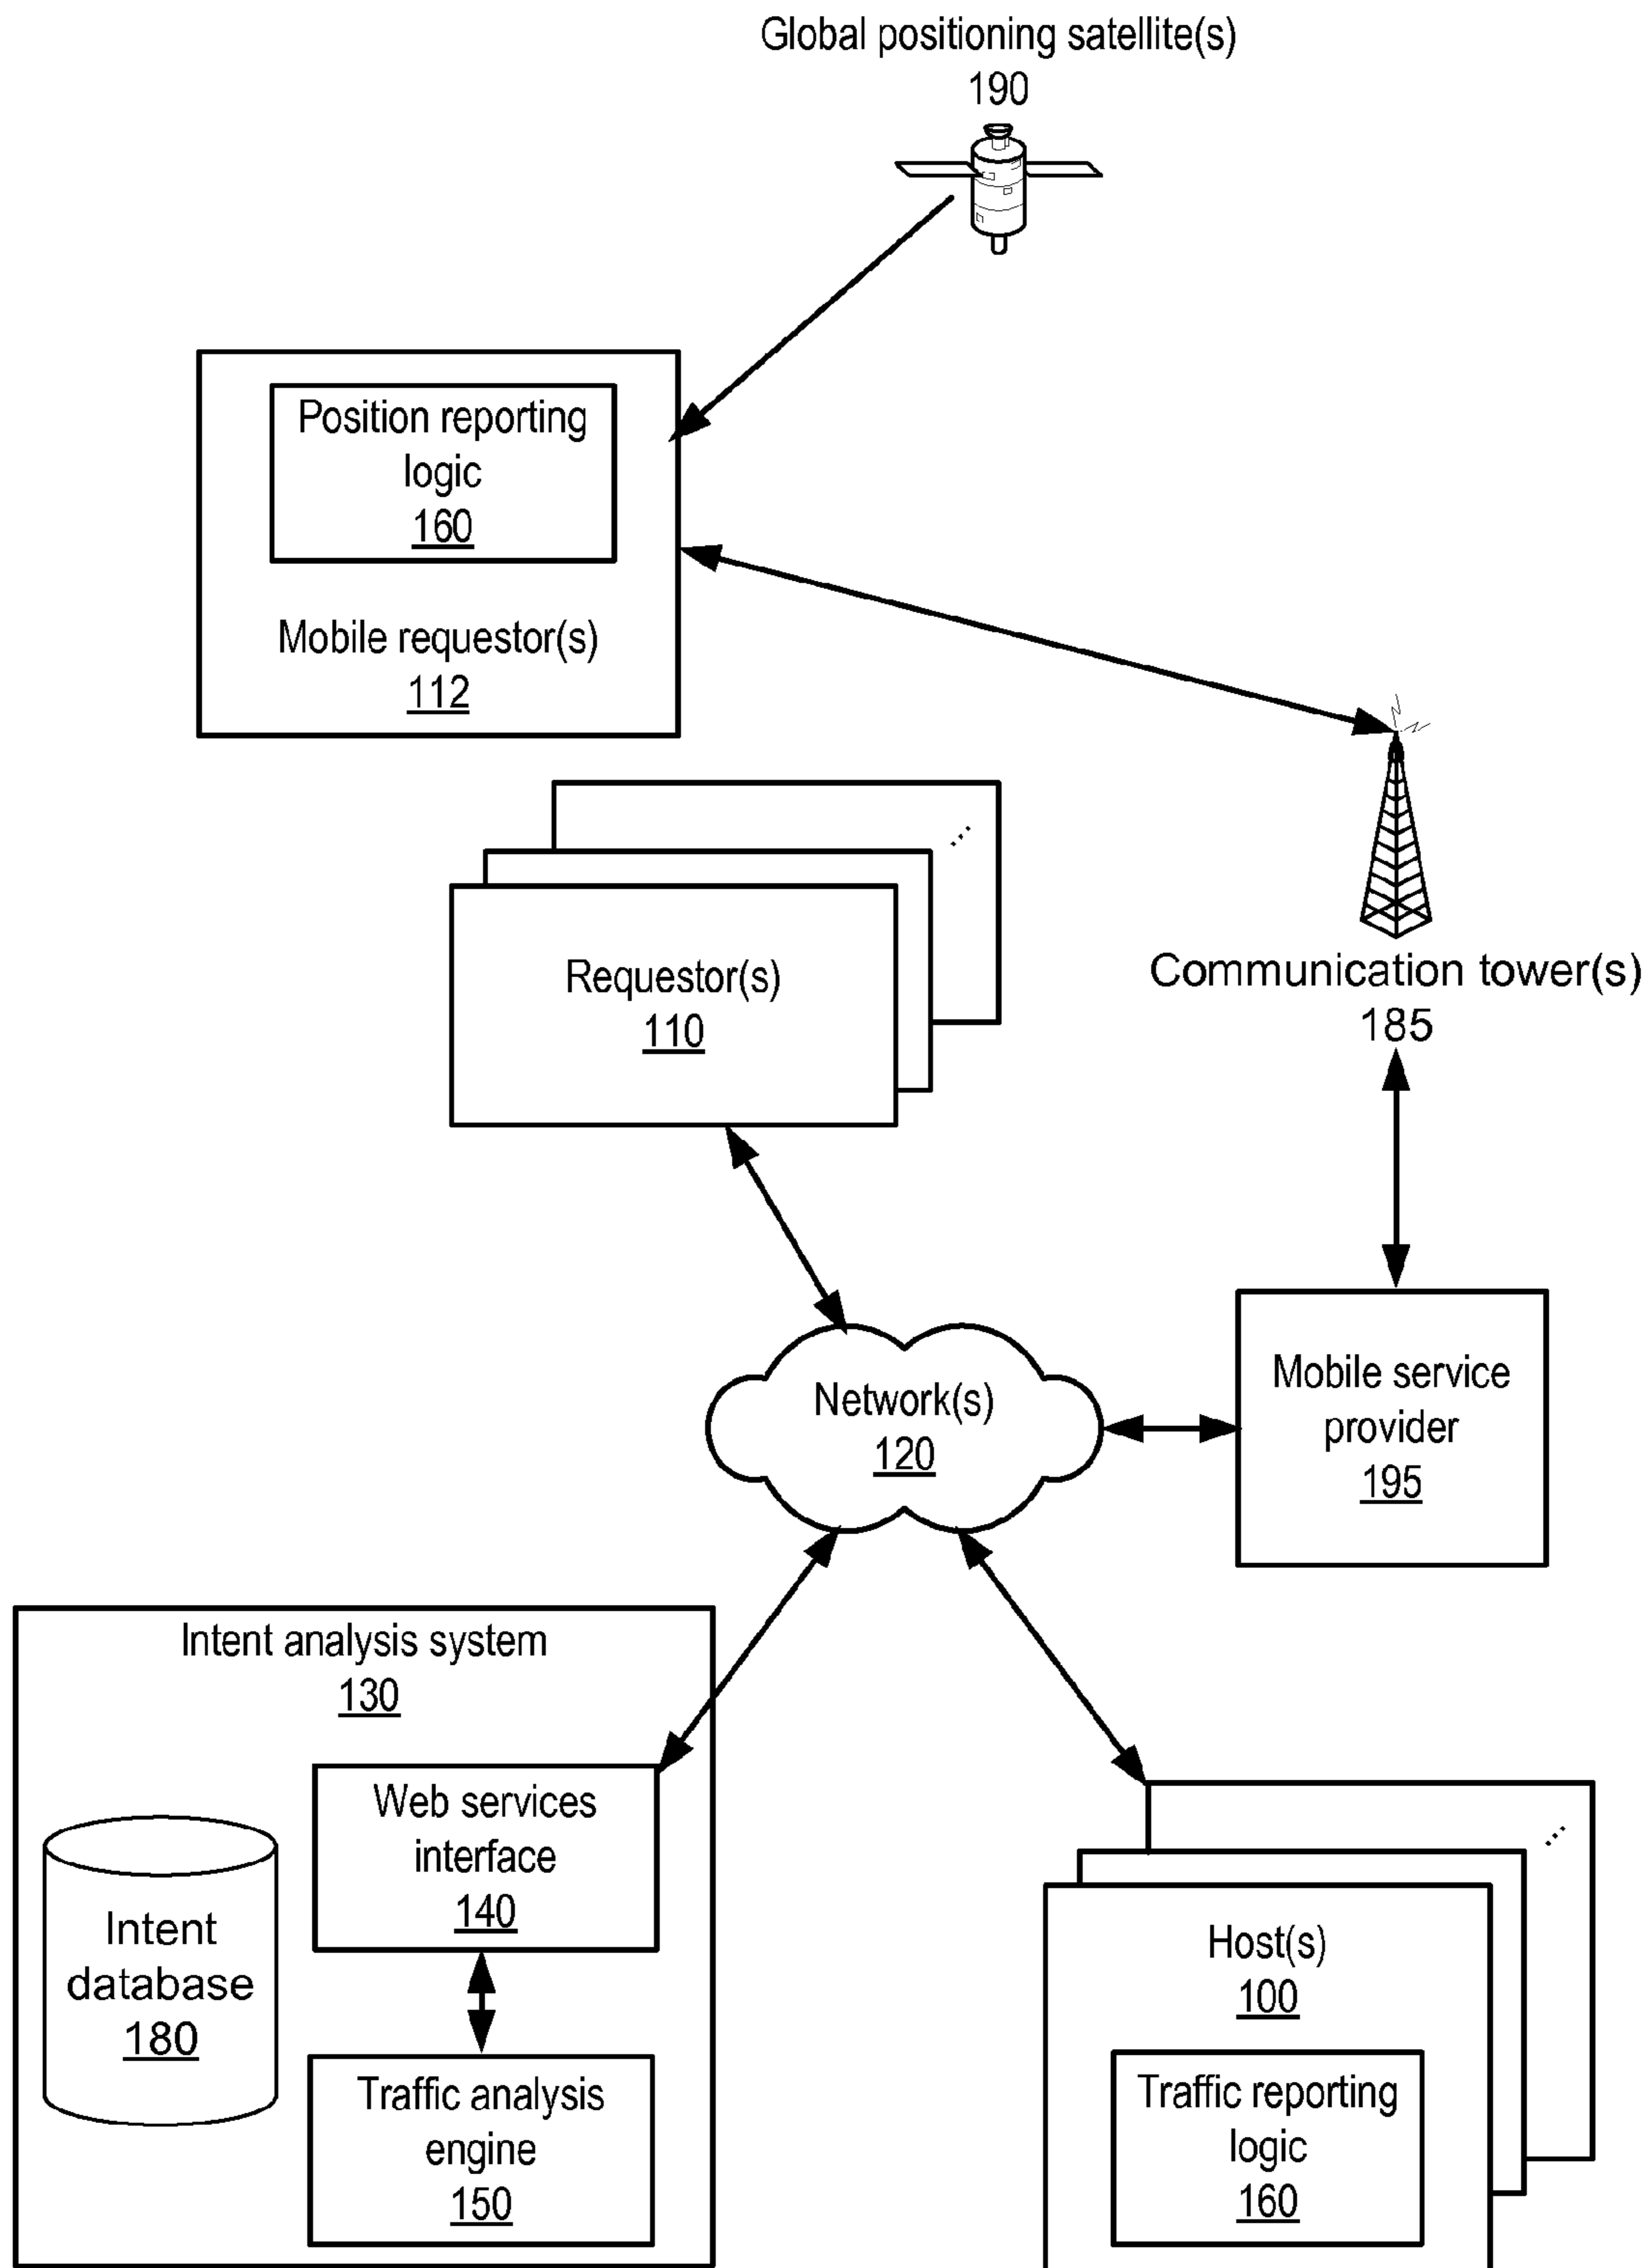 Global positioning satellite(s)
190
Position reporting
logic
160
Mobile requestor(s)
112
Requestor(s)
110
Communication tower(s)
185
Network(s)
120
Mobile service
provider
195
Intent analysis system
130
Web services
interface
140
Intent
database
180
Traffic analysis
engine
150
Host(s)
100
Traffic reporting
logic
160